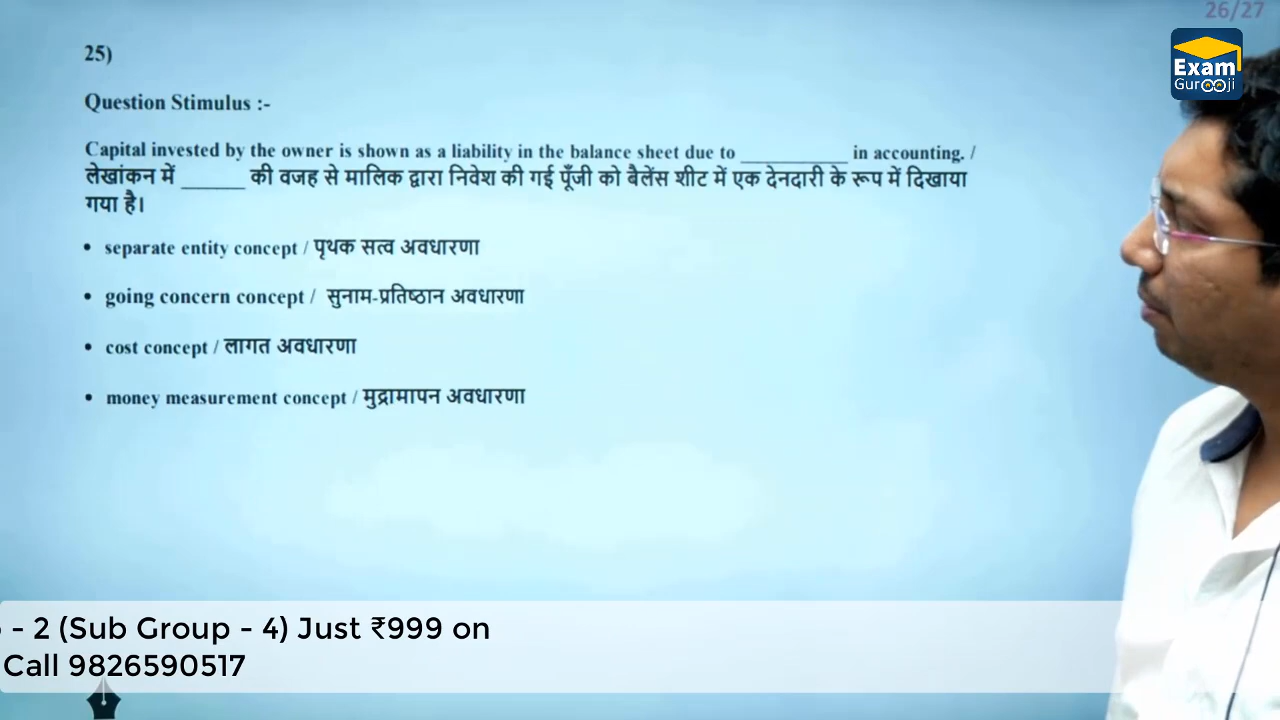 26/27
Exam
Gurooji
25)
Question Stimulus :-
Capital invested by the owner is shown as a liability in the balance sheet due to __________ in accounting. /
लेखांकन में ______ की वजह से मालिक द्वारा निवेश की गई पूँजी को बैलेंस शीट में एक देनदारी के रूप में दिखाया
गया है।
• separate entity concept / पृथक सत्व अवधारणा
• going concern concept / सुनाम-प्रतिष्ठान अवधारणा
• cost concept / लागत अवधारणा
• money measurement concept / मुद्रामापन अवधारणा
- 2 (Sub Group - 4) Just ₹999 on
Call 9826590517